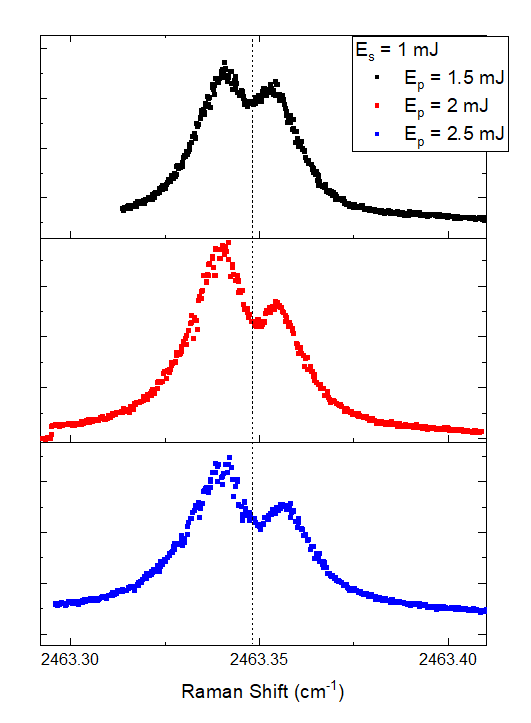 Es = 1 mJ
Ep = 1.5 mJ
Ep = 2 mJ
Ep = 2.5 mJ
2463.30 2463.35 2463.40
Raman Shift (cm-1)